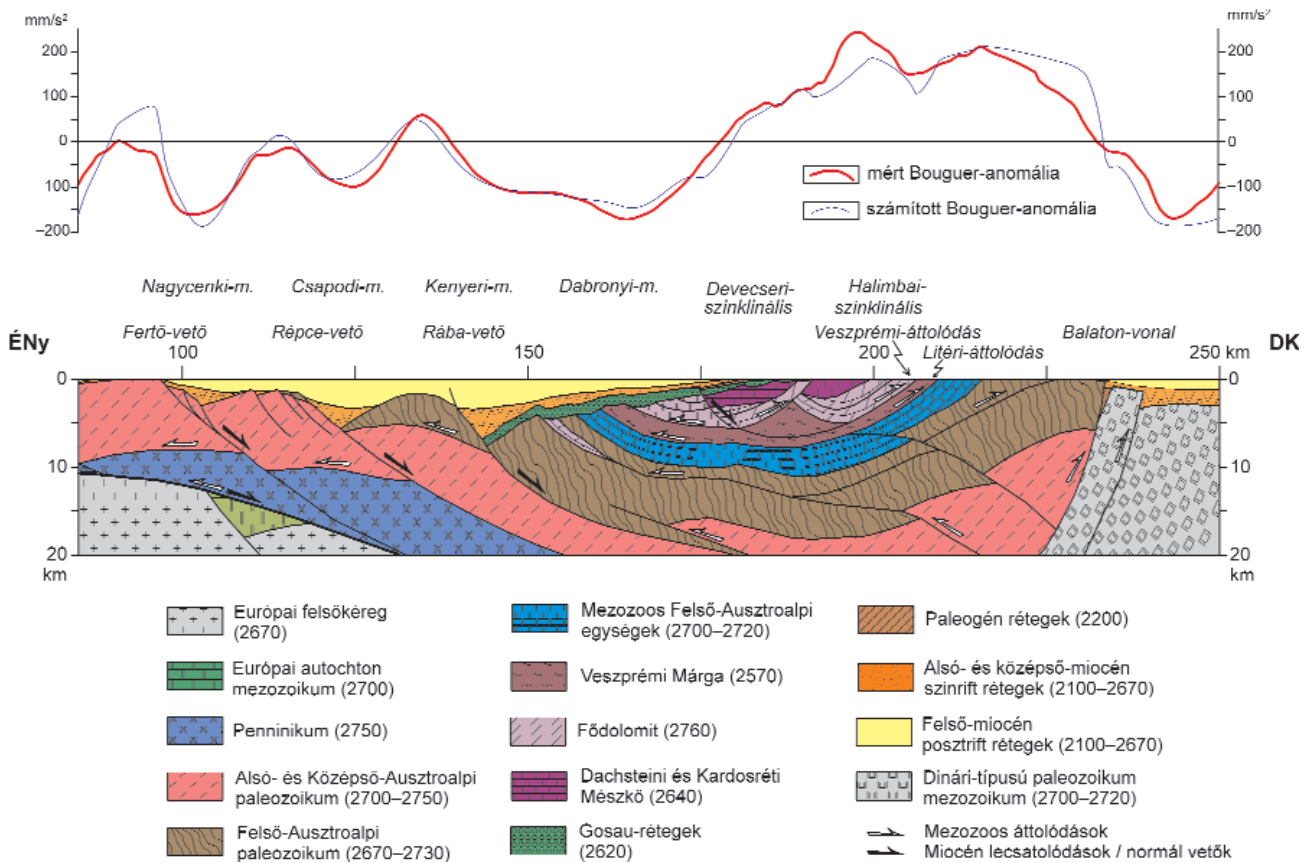 mm/s² mm/s²
200 200
100 100
0 0
100 −100
−200 −200
mért Bouguer-anomália
számított Bouguer-anomália
Nagycenki-m. Csapodi-m. Kenyeri-m. Dabronyi-m. Devecseri-szinklinális Halimbai-szinklinális
Fertő-vető Répce-vető Rába-vető Veszprémi-áttolódás Litéri-áttolódás Balaton-vonal
ÉNy 100 150 200 250 km DK
0 0
10 10
20 20
km km
Európai felsőkéreg
(2670)
Európai autochton
mezozoikum (2700)
Penninikum (2750)
Alsó- és Középső-Ausztroalpi
paleozoikum (2700–2750)
Felső-Ausztroalpi
paleozoikum (2670–2730)
Mezozoos Felső-Ausztroalpi
egységek (2700–2720)
Veszprémi Márga (2570)
Fődolomit (2760)
Dachsteini és Kardosréti
Mészkő (2640)
Gosau-rétegek
(2620)
Paleogén rétegek (2200)
Alsó- és középső-miocén
szinrift rétegek (2100–2670)
Felső-miocén
posztrift rétegek (2100–2670)
Dinári-típusú paleozoikum
mezozoikum (2700–2720)
Mezozoos áttolódások
Miocén lecsatolódások / normál vetők